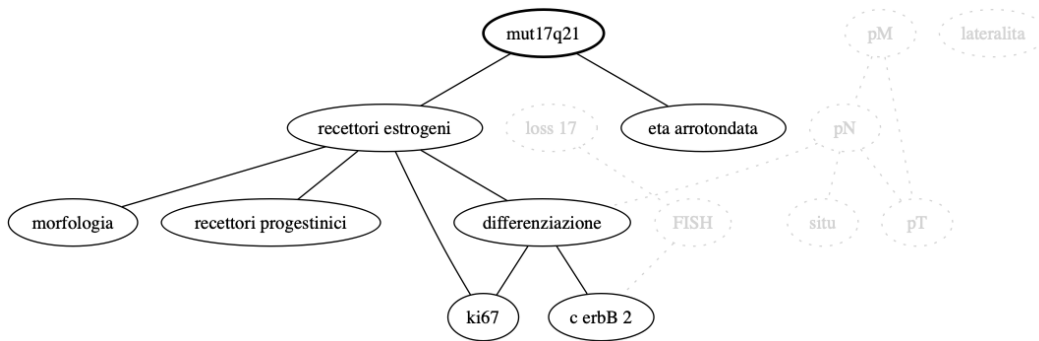 mut17q21
pM
lateralita
recettori estrogeni
loss 17
eta arrotondata
pN
morfologia
recettori progestinici
differenziazione
FISH
situ
pT
ki67
c erbB 2